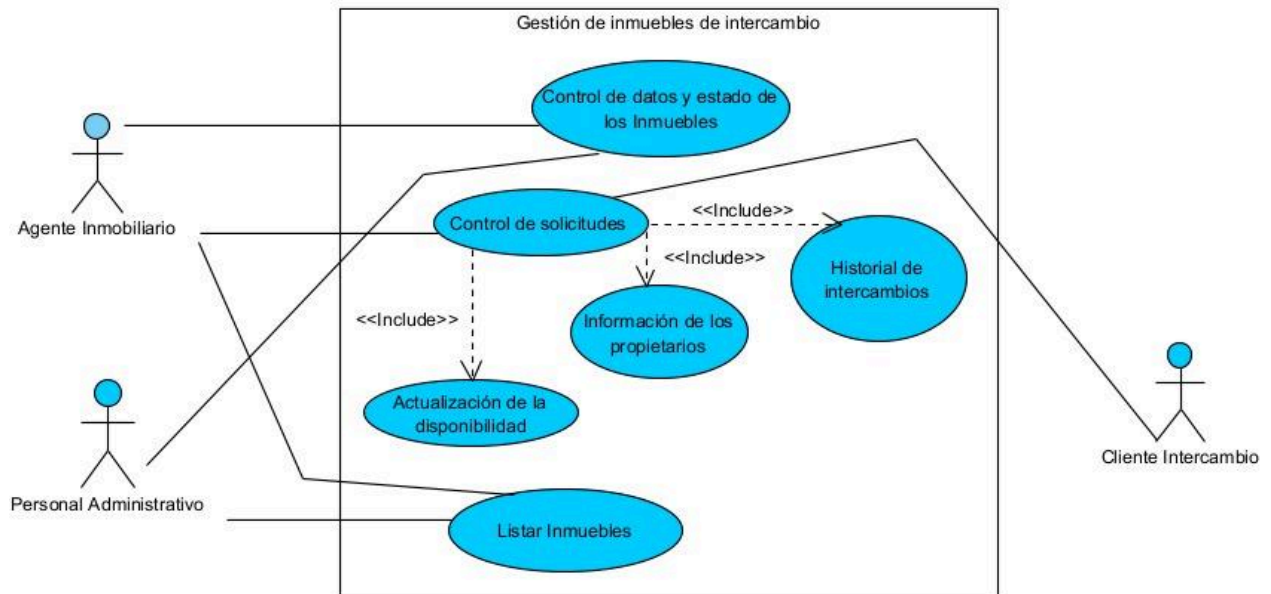 Gestión de inmuebles de intercambio
Control de datos y estado de
los Inmuebles
Agente Inmobiliario
Control de solicitudes
<<Include>>
<<Include>>
Historial de
intercambios
<<Include>>
Información de los
propietarios
Actualización de la
disponibilidad
Cliente Intercambio
Personal Administrativo
Listar Inmuebles